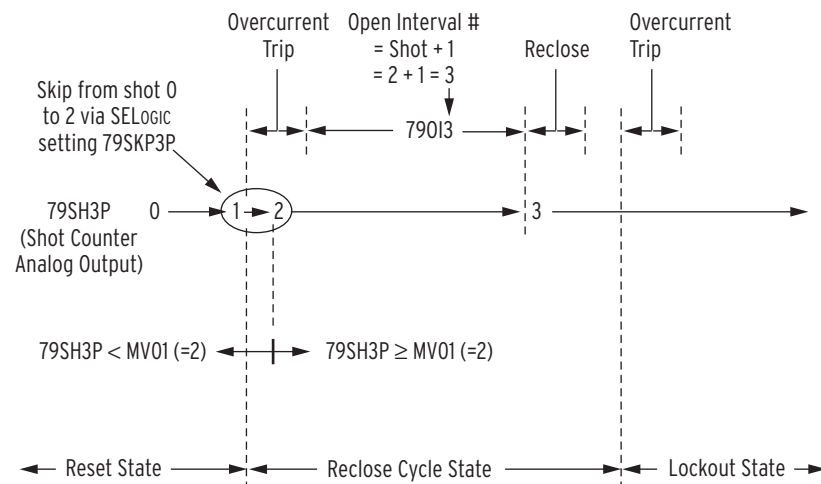 Overcurrent
Trip
Open Interval #
= Shot + 1
= 2 + 1 = 3
Reclose
Overcurrent
Trip
Skip from shot 0
to 2 via SELOGIC
setting 79SKP3P
79OI3
79SH3P
(Shot Counter
Analog Output)
0
1
2
3
79SH3P < MV01 (=2)
79SH3P ≥ MV01 (=2)
Reset State
Reclose Cycle State
Lockout State